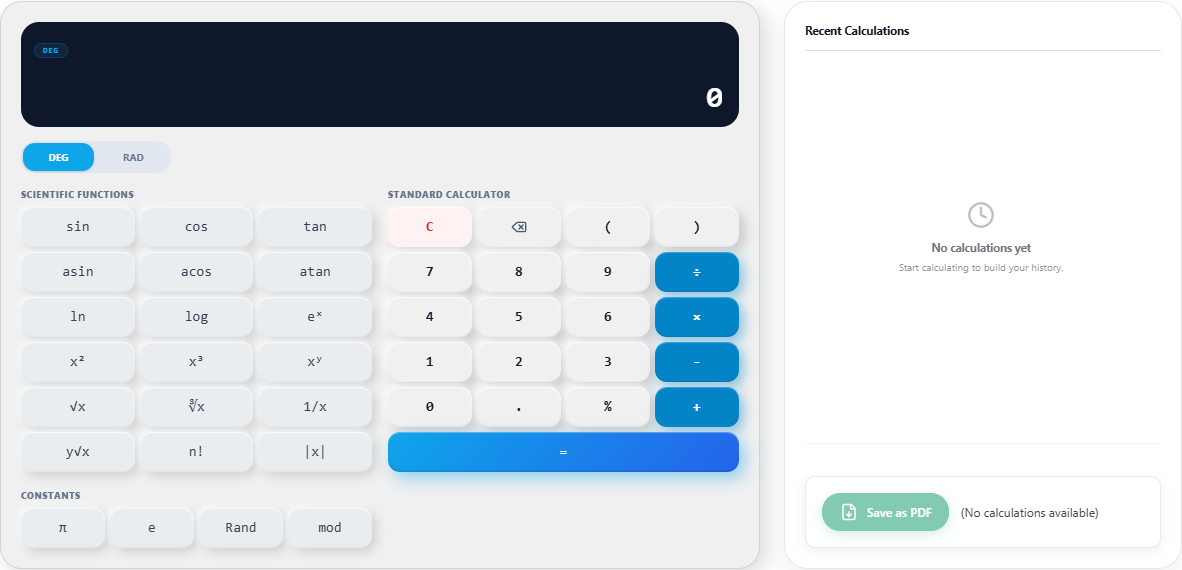 DEG
0
DEG RAD
SCIENTIFIC FUNCTIONS
sin cos tan
asin acos atan
ln log eˣ
x² x³ xʸ
√x ∛x 1/x
y√x n! |x|
CONSTANTS
π e Rand mod
STANDARD CALCULATOR
C ⌫ ( )
7 8 9 ÷
4 5 6 ×
1 2 3 −
0 . % +
=
Recent Calculations
No calculations yet
Start calculating to build your history.
Save as PDF (No calculations available)